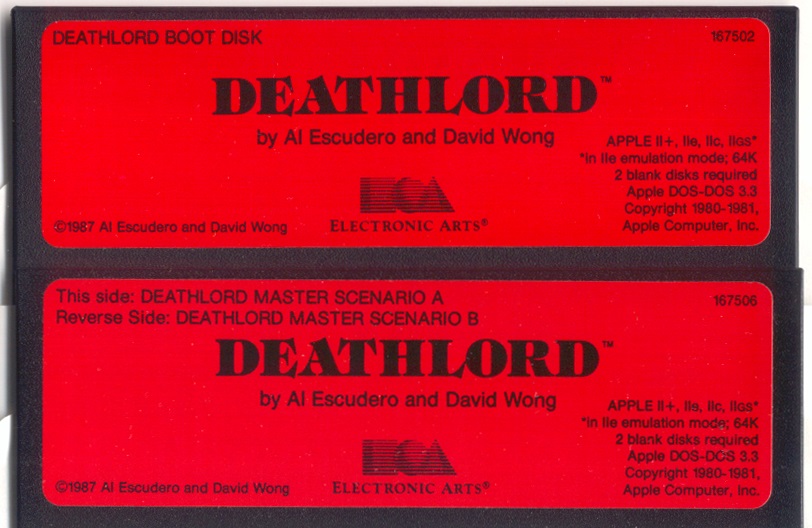 DEATHLORD BOOT DISK
167502
DEATHLORD™
by Al Escudero and David Wong
APPLE II+, IIe, IIc, IIGS*
*In IIe emulation mode; 64K
2 blank disks required
Apple DOS-DOS 3.3
Copyright 1980-1981,
Apple Computer, Inc.
ECA
ELECTRONIC ARTS®
©1987 Al Escudero and David Wong
This side: DEATHLORD MASTER SCENARIO A
Reverse Side: DEATHLORD MASTER SCENARIO B
167506
DEATHLORD™
by Al Escudero and David Wong
APPLE II+, IIe, IIc, IIGS*
*In IIe emulation mode; 64K
2 blank disks required
Apple DOS-DOS 3.3
Copyright 1980-1981,
Apple Computer, Inc.
ECA
ELECTRONIC ARTS®
©1987 Al Escudero and David Wong